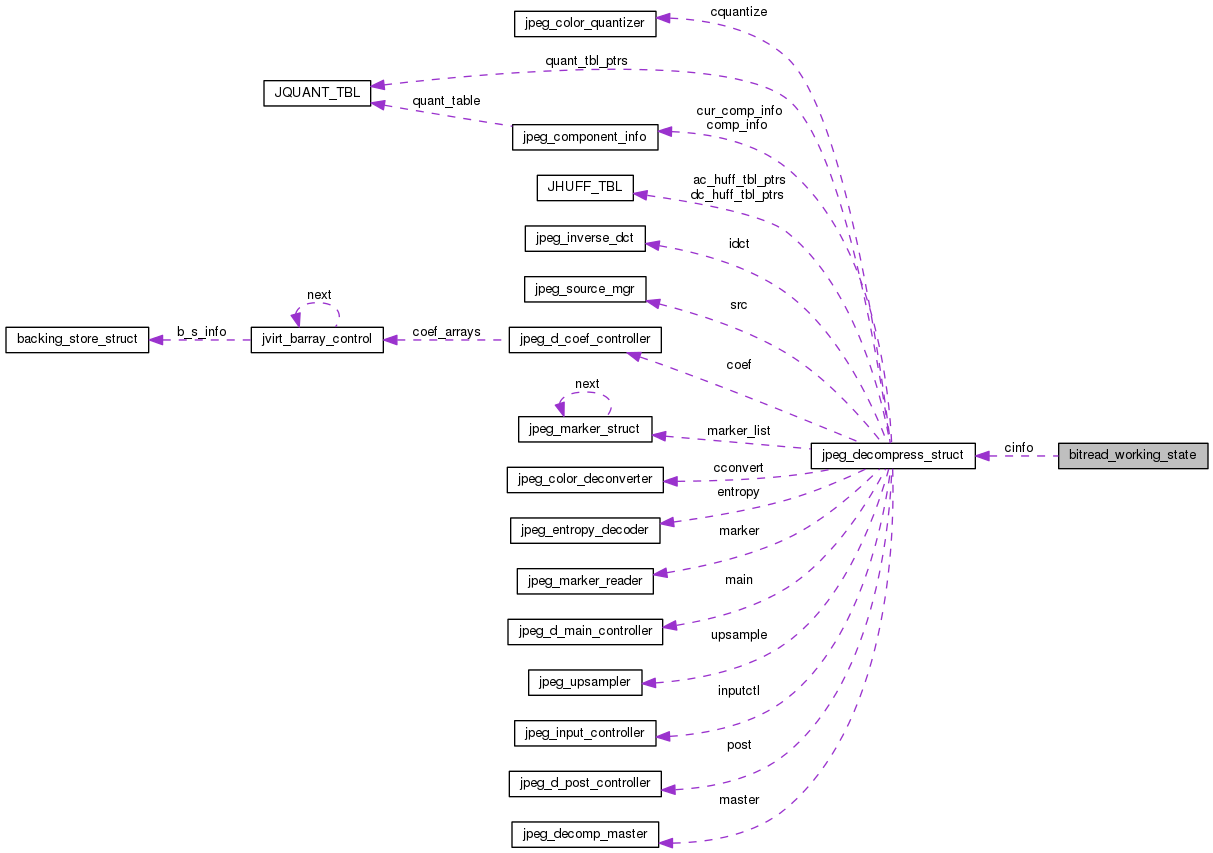 cquantize
jpeg_color_quantizer
quant_tbl_ptrs
JQUANT_TBL
quant_table
cur_comp_info
comp_info
jpeg_component_info
ac_huff_tbl_ptrs
dc_huff_tbl_ptrs
JHUFF_TBL
jpeg_inverse_dct
idct
jpeg_source_mgr
src
next
b_s_info
coef_arrays
backing_store_struct
jvirt_barray_control
jpeg_d_coef_controller
coef
next
jpeg_marker_struct
marker_list
cinfo
jpeg_decompress_struct
bitread_working_state
cconvert
jpeg_color_deconverter
entropy
jpeg_entropy_decoder
marker
jpeg_marker_reader
main
jpeg_d_main_controller
upsample
jpeg_upsampler
inputctl
jpeg_input_controller
post
jpeg_d_post_controller
master
jpeg_decomp_master